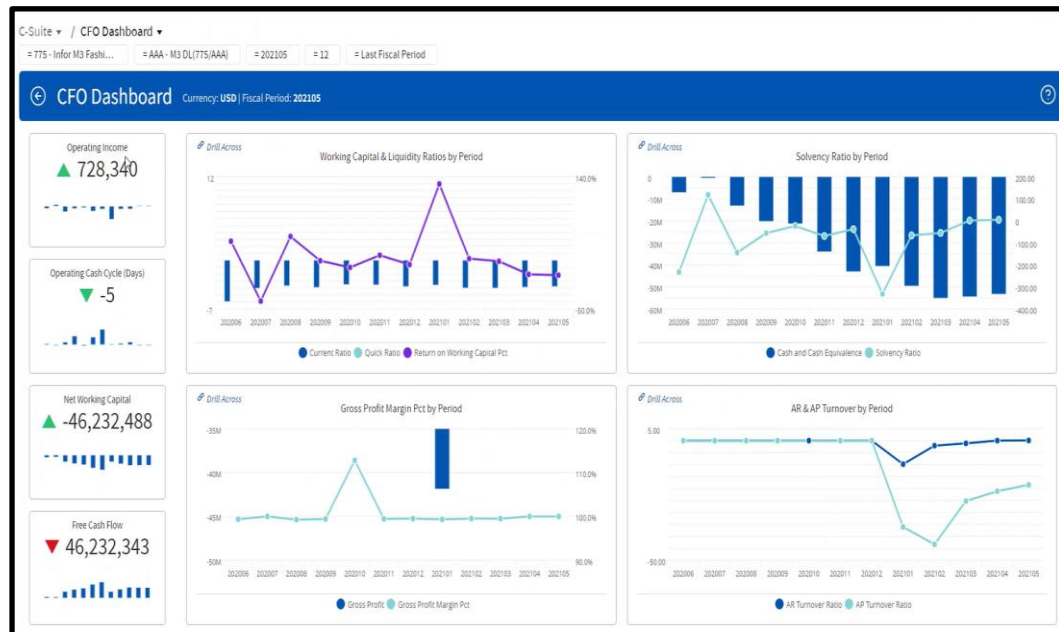 C-Suite / CFO Dashboard
= 775 - Infor M3 Fashi... = AAA - M3 DL(775/AAA) = 202105 = 12 = Last Fiscal Period
CFO Dashboard Currency: USD | Fiscal Period: 202105
Operating Income
728,340
Operating Cash Cycle (Days)
-5
Net Working Capital
-46,232,488
Free Cash Flow
46,232,343
Drill Across
Working Capital & Liquidity Ratios by Period
12 140.0%
-7 -50.0%
202006 202007 202008 202009 202010 202011 202012 202101 202102 202103 202104 202105
Current Ratio Quick Ratio Return on Working Capital Pct
Drill Across
Solvency Ratio by Period
0 200.00
-10M 100.00
-20M 0
-30M -100.00
-40M -200.00
-50M -300.00
-60M -400.00
202006 202007 202008 202009 202010 202011 202012 202101 202102 202103 202104 202105
Cash and Cash Equivalence Solvency Ratio
Drill Across
Gross Profit Margin Pct by Period
-35M 120.0%
-40M 110.0%
-45M 100.0%
-50M 90.0%
202006 202007 202008 202009 202010 202011 202012 202101 202102 202103 202104 202105
Gross Profit Gross Profit Margin Pct
Drill Across
AR & AP Turnover by Period
5.00
-50.00
202006 202007 202008 202009 202010 202011 202012 202101 202102 202103 202104 202105
AR Turnover Ratio AP Turnover Ratio